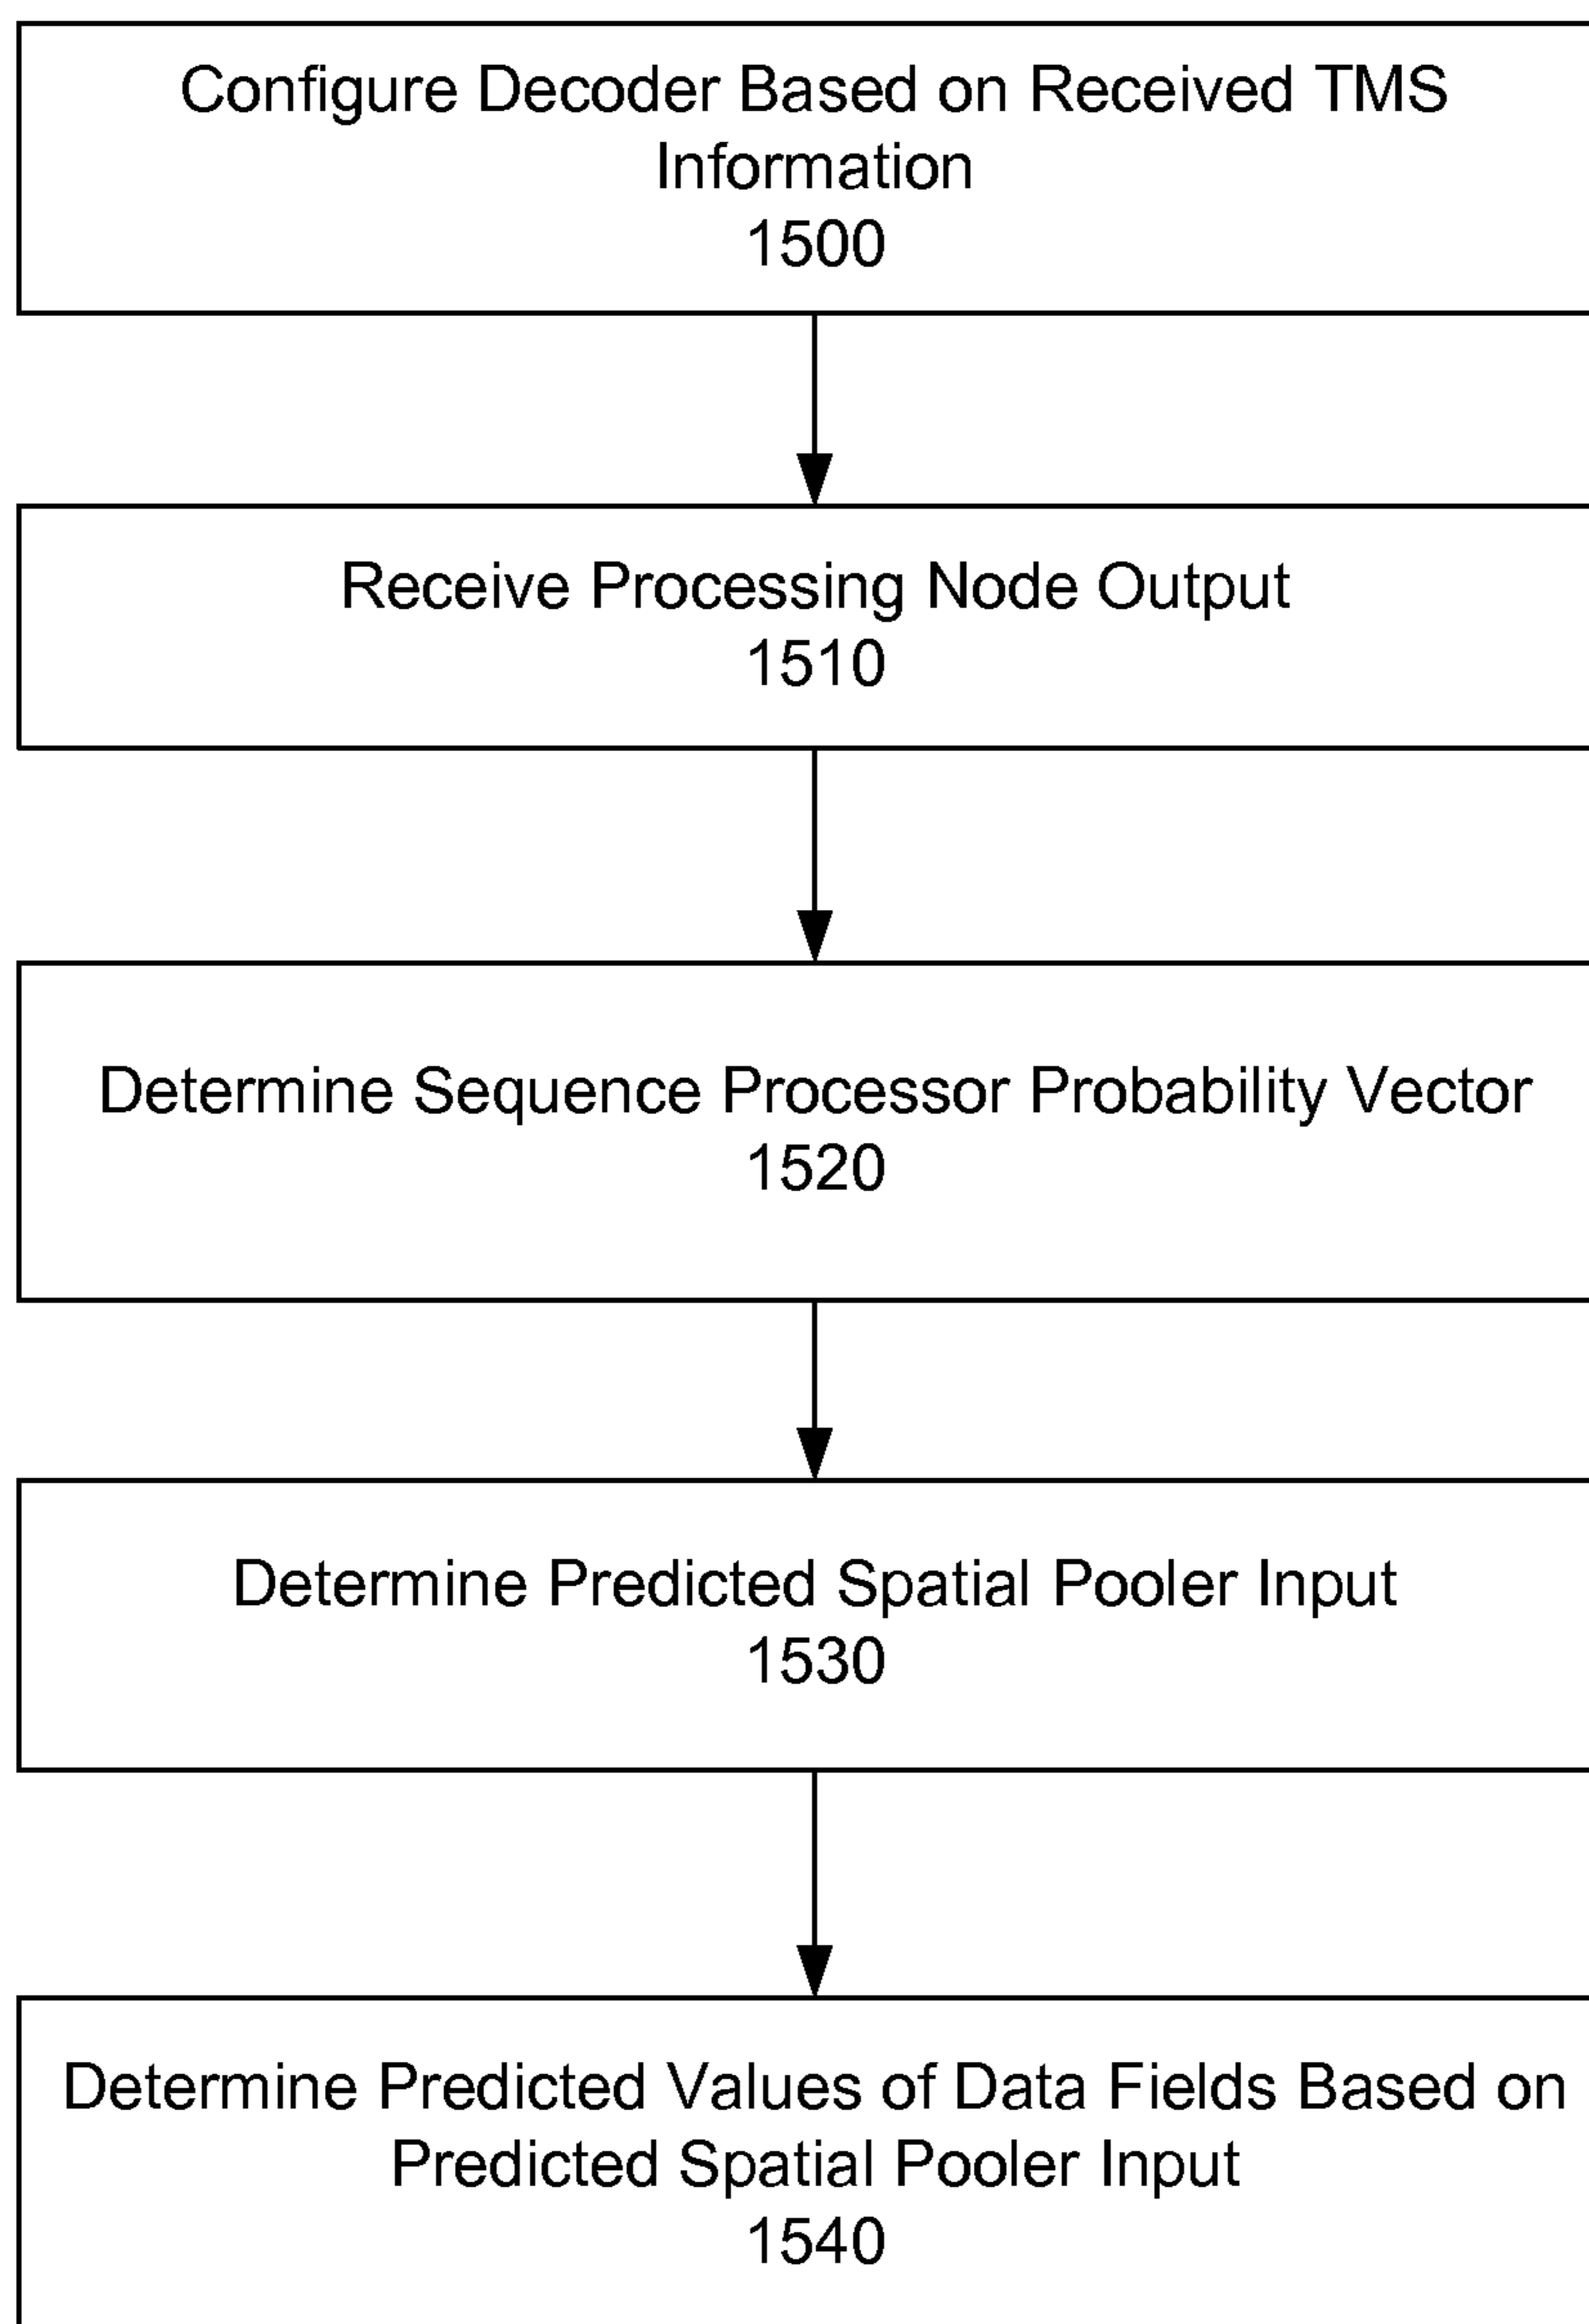 Configure Decoder Based on Received TMS
Information
1500
Receive Processing Node Output
1510
Determine Sequence Processor Probability Vector
1520
Determine Predicted Spatial Pooler Input
1530
Determine Predicted Values of Data Fields Based on
Predicted Spatial Pooler Input
1540